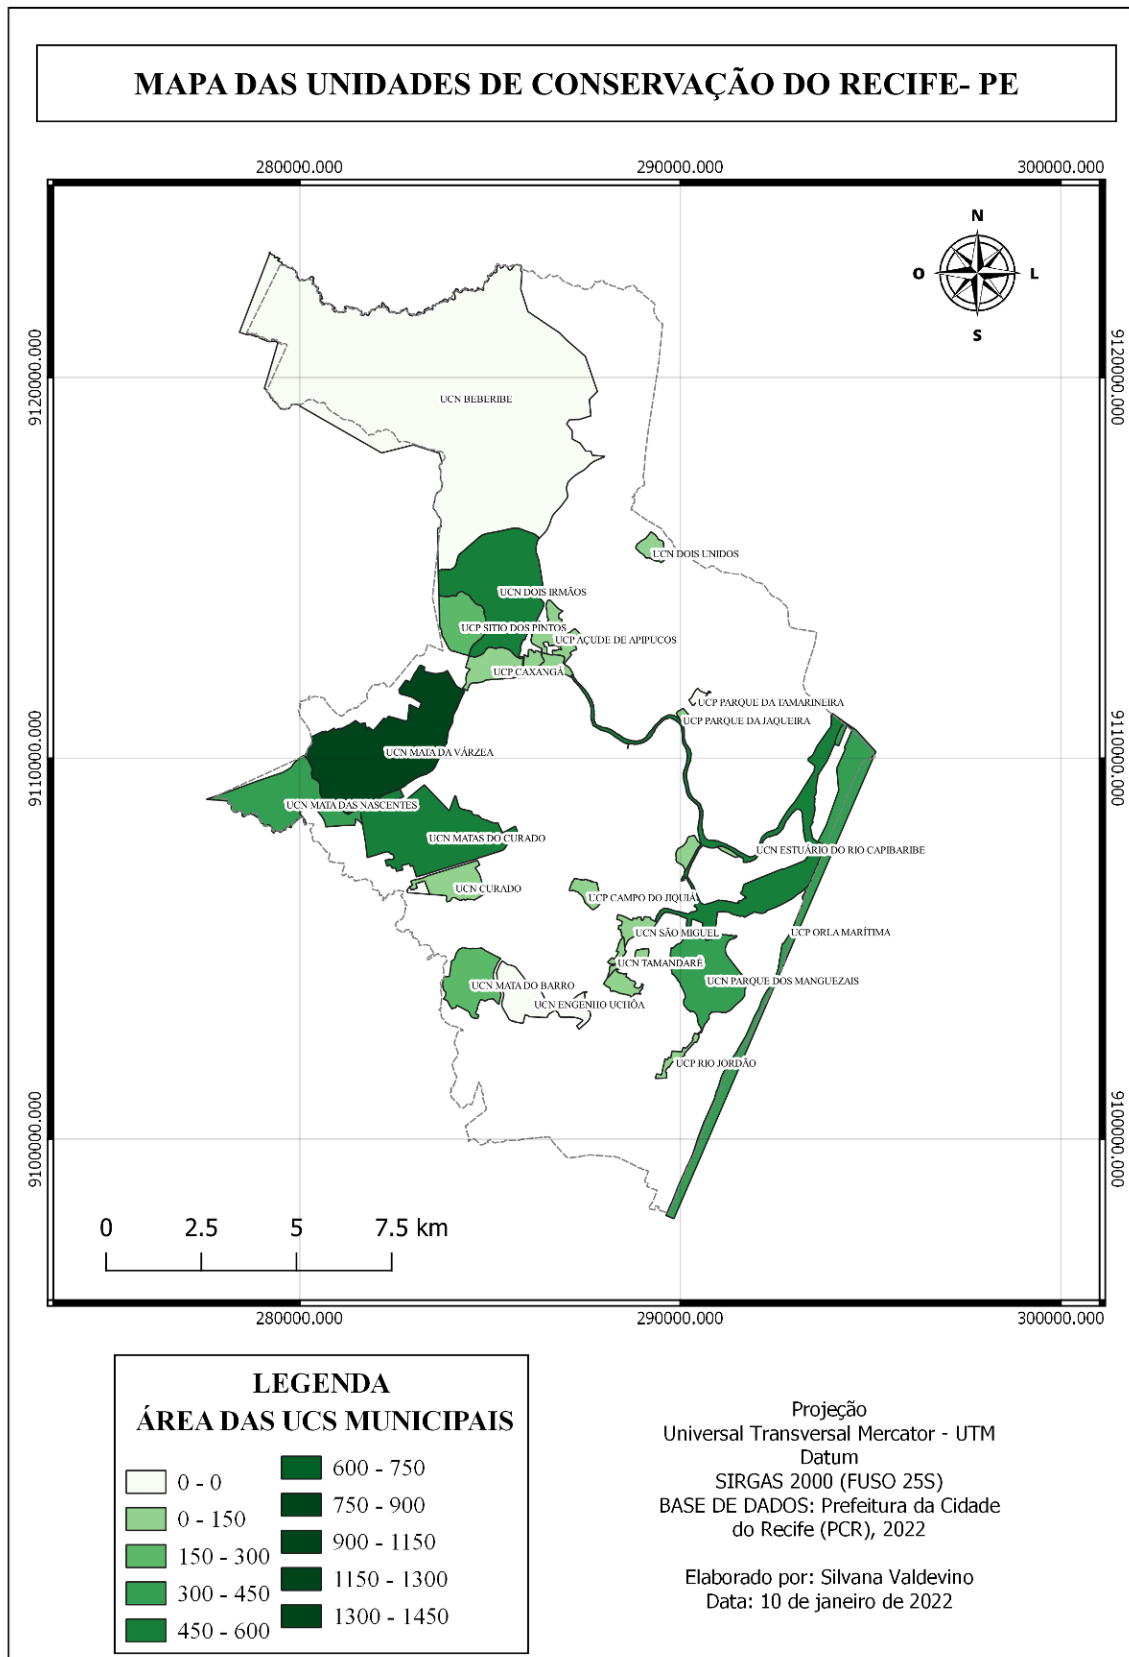 MAPA DAS UNIDADES DE CONSERVAÇÃO DO RECIFE- PE
280000.000
290000.000
300000.000
N
O
L
S
9120000.000
9120000.000
UCN BEBERIBE
UCN DOIS UNIDOS
UCN DOIS IRMÃOS
UCP SITIO DOS PINTOS
UCP AÇUDE DE APIPUCOS
UCP CAXANGÁ
UCP PARQUE DA TAMARINEIRA
UCP PARQUE DA JAQUEIRA
UCN MATA DA VÁRZEA
9110000.000
9110000.000
UCN MATA DAS NASCENTES
UCN MATAS DO CURADO
UCN ESTUÁRIO DO RIO CAPIBARIBE
UCN CURADO
UCP CAMPO DO JIQUIÁ
UCN SÃO MIGUEL
UCP ORLA MARÍTIMA
UCN TAMANDARÉ
UCN PARQUE DOS MANGUEZAIS
UCN MATA DO BARRO
UCN ENGENHO UCHÔA
UCP RIO JORDÃO
9100000.000
9100000.000
0
2.5
5
7.5 km
280000.000
290000.000
300000.000
LEGENDA
ÁREA DAS UCS MUNICIPAIS
0 - 0
0 - 150
150 - 300
300 - 450
450 - 600
600 - 750
750 - 900
900 - 1150
1150 - 1300
1300 - 1450
Projeção
Universal Transversal Mercator - UTM
Datum
SIRGAS 2000 (FUSO 25S)
BASE DE DADOS: Prefeitura da Cidade
do Recife (PCR), 2022
Elaborado por: Silvana Valdevino
Data: 10 de janeiro de 2022